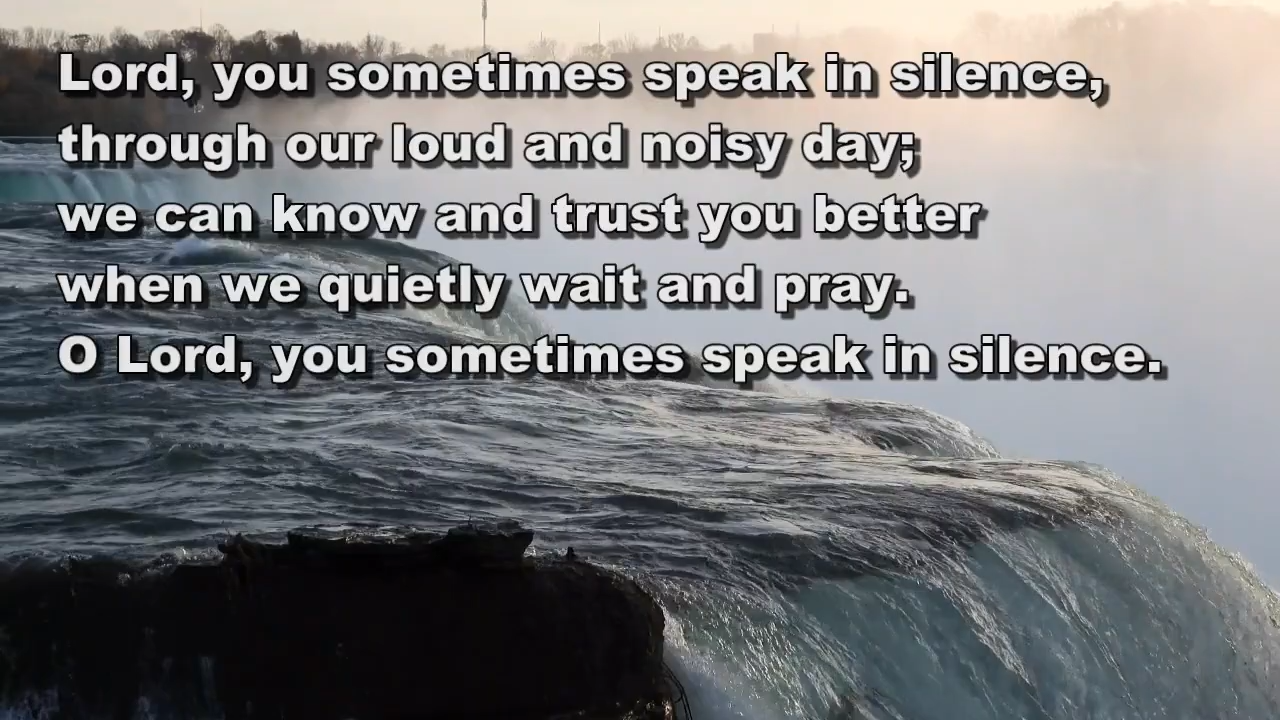 Lord, you sometimes speak in silence,
through our loud and noisy day;
we can know and trust you better
when we quietly wait and pray.
O Lord, you sometimes speak in silence.